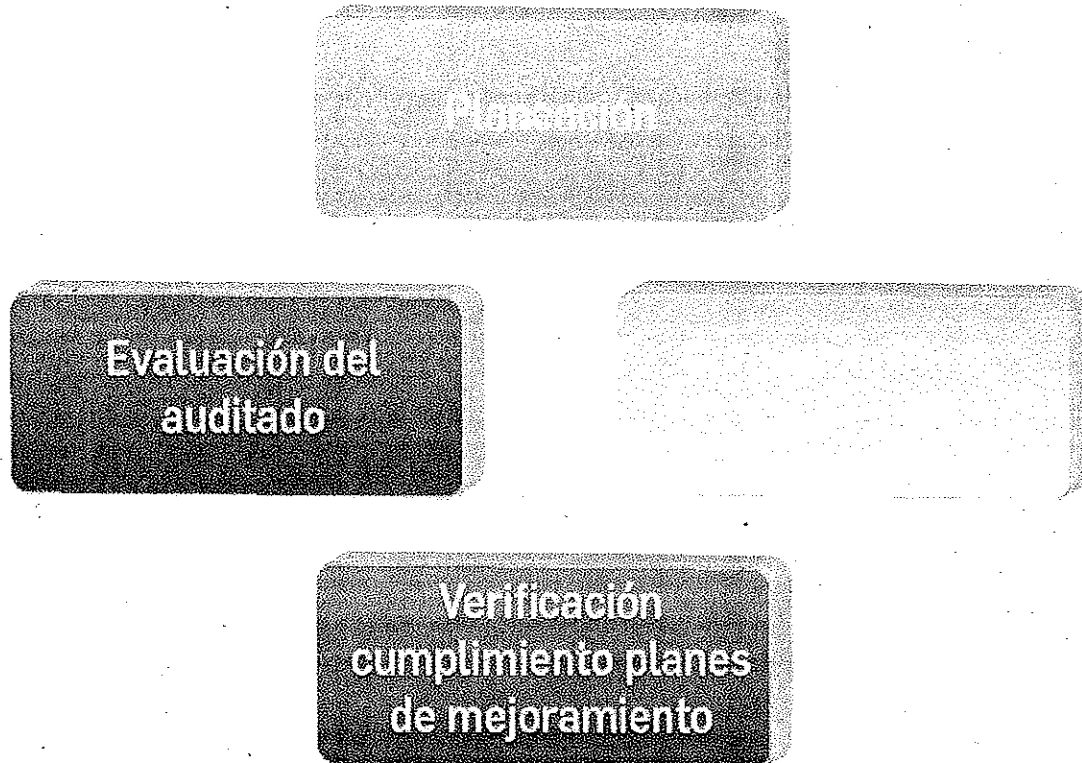 Planeación
Evaluación del
auditado
Verificación
cumplimiento planes
de mejoramiento